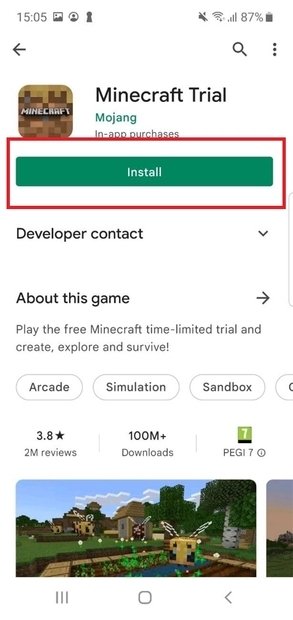 15:05 87%
Minecraft Trial
MINECRAFT
Mojang
In-app purchases
Install
Developer contact
About this game
Play the free Minecraft time-limited trial and
create, explore and survive!
Arcade Simulation Sandbox
3.8★ 100M+ 7
2M reviews Downloads PEGI 7